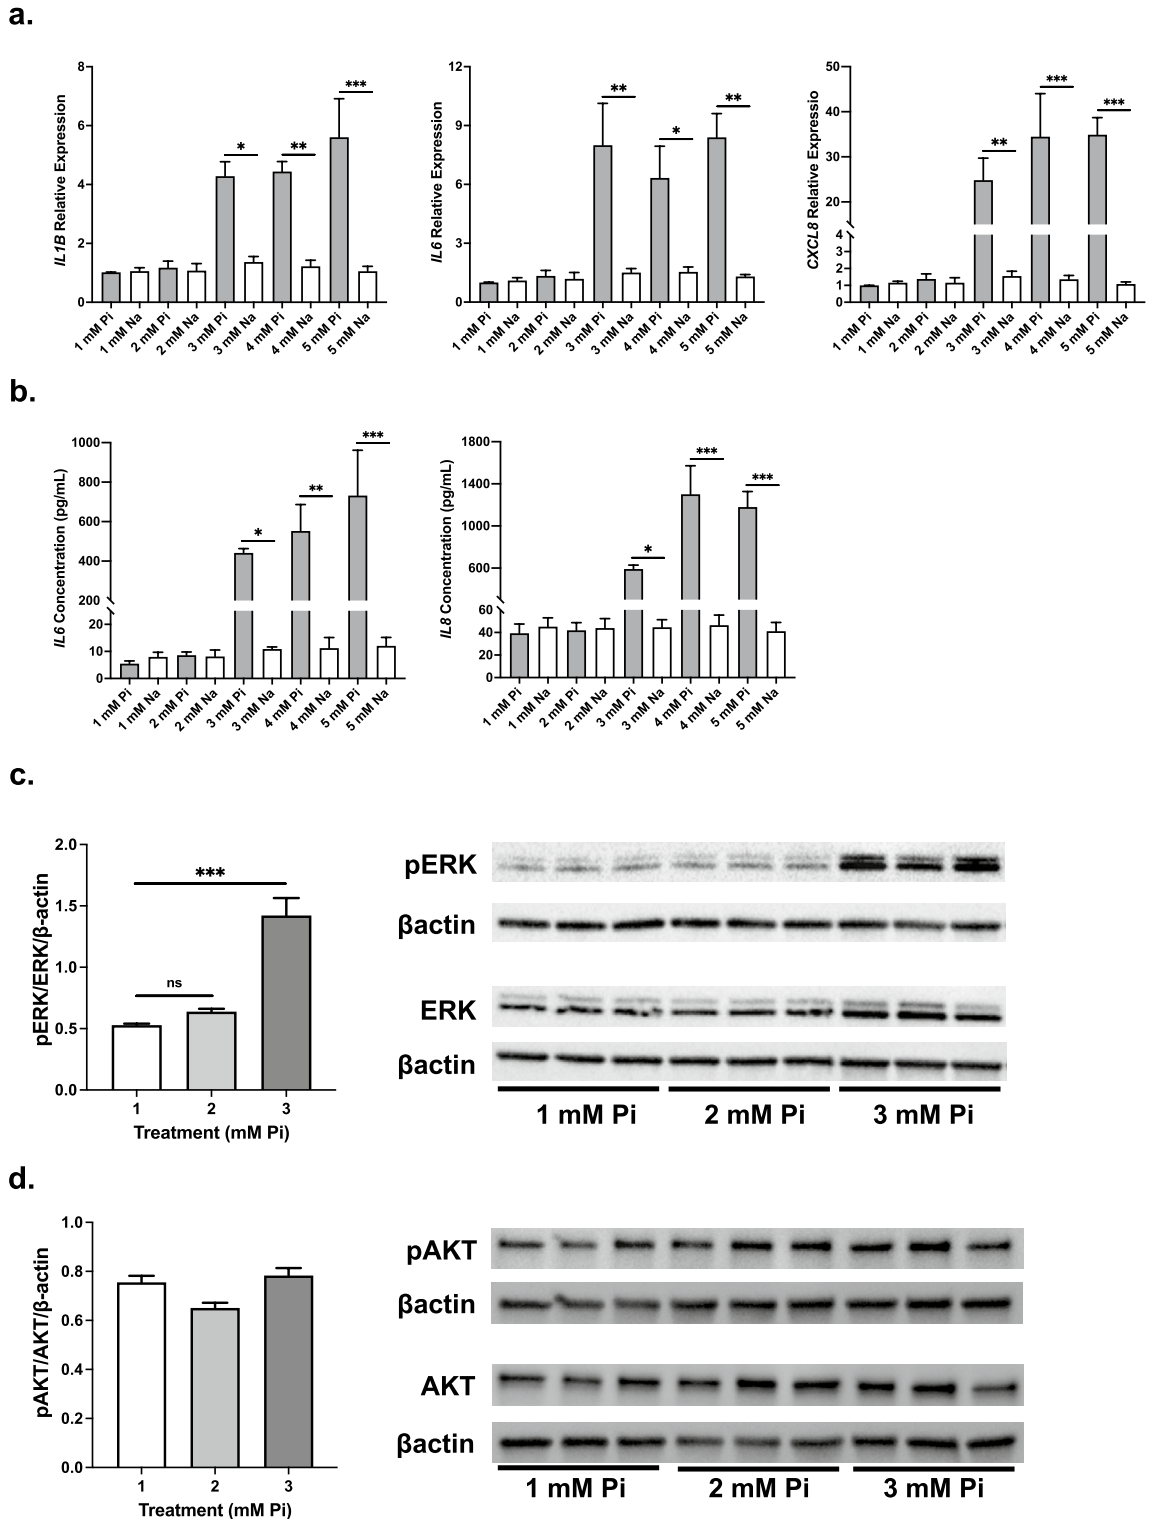 a.
IL1B Relative Expression
8
6
4
2
0
*
**
***
1 mM Pi
1 mM Na
2 mM Pi
2 mM Na
3 mM Pi
3 mM Na
4 mM Pi
4 mM Na
5 mM Pi
5 mM Na
IL6 Relative Expression
12
9
6
3
0
**
*
**
1 mM Pi
1 mM Na
2 mM Pi
2 mM Na
3 mM Pi
3 mM Na
4 mM Pi
4 mM Na
5 mM Pi
5 mM Na
CXCL8 Relative Expressio
50
40
30
20
4
3
2
1
0
**
***
***
1 mM Pi
1 mM Na
2 mM Pi
2 mM Na
3 mM Pi
3 mM Na
4 mM Pi
4 mM Na
5 mM Pi
5 mM Na
b.
IL6 Concentration (pg/mL)
1000
800
600
400
200
20
10
0
*
**
***
1 mM Pi
1 mM Na
2 mM Pi
2 mM Na
3 mM Pi
3 mM Na
4 mM Pi
4 mM Na
5 mM Pi
5 mM Na
IL8 Concentration (pg/mL)
1800
1400
1000
600
60
40
20
0
*
***
***
1 mM Pi
1 mM Na
2 mM Pi
2 mM Na
3 mM Pi
3 mM Na
4 mM Pi
4 mM Na
5 mM Pi
5 mM Na
c.
pERK/ERK/β-actin
2.0
1.5
1.0
0.5
0.0
***
ns
1 2 3
Treatment (mM Pi)
pERK
βactin
ERK
βactin
1 mM Pi 2 mM Pi 3 mM Pi
d.
pAKT/AKT/β-actin
1.0
0.8
0.6
0.4
0.2
0.0
1 2 3
Treatment (mM Pi)
pAKT
βactin
AKT
βactin
1 mM Pi 2 mM Pi 3 mM Pi